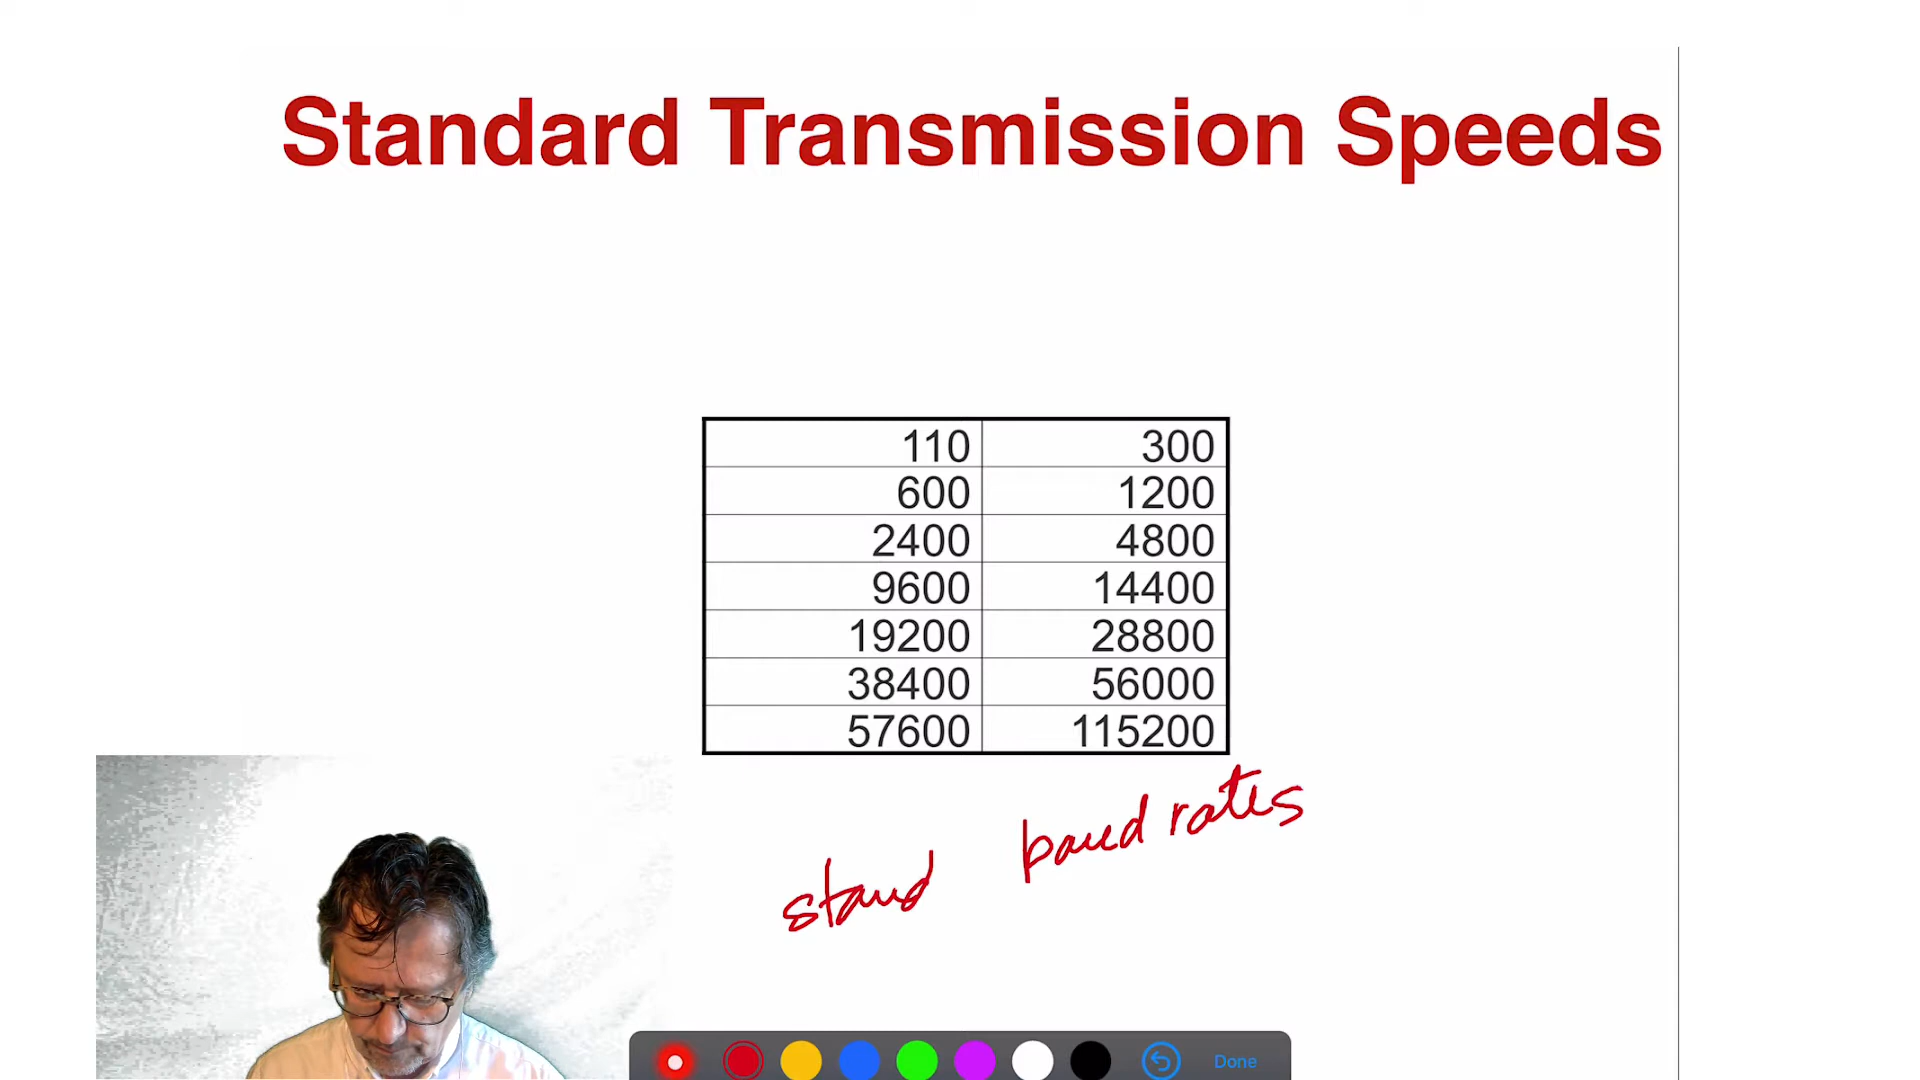 Standard Transmission Speeds
110 300
600 1200
2400 4800
9600 14400
19200 28800
38400 56000
57600 115200
stand baud rates
Done